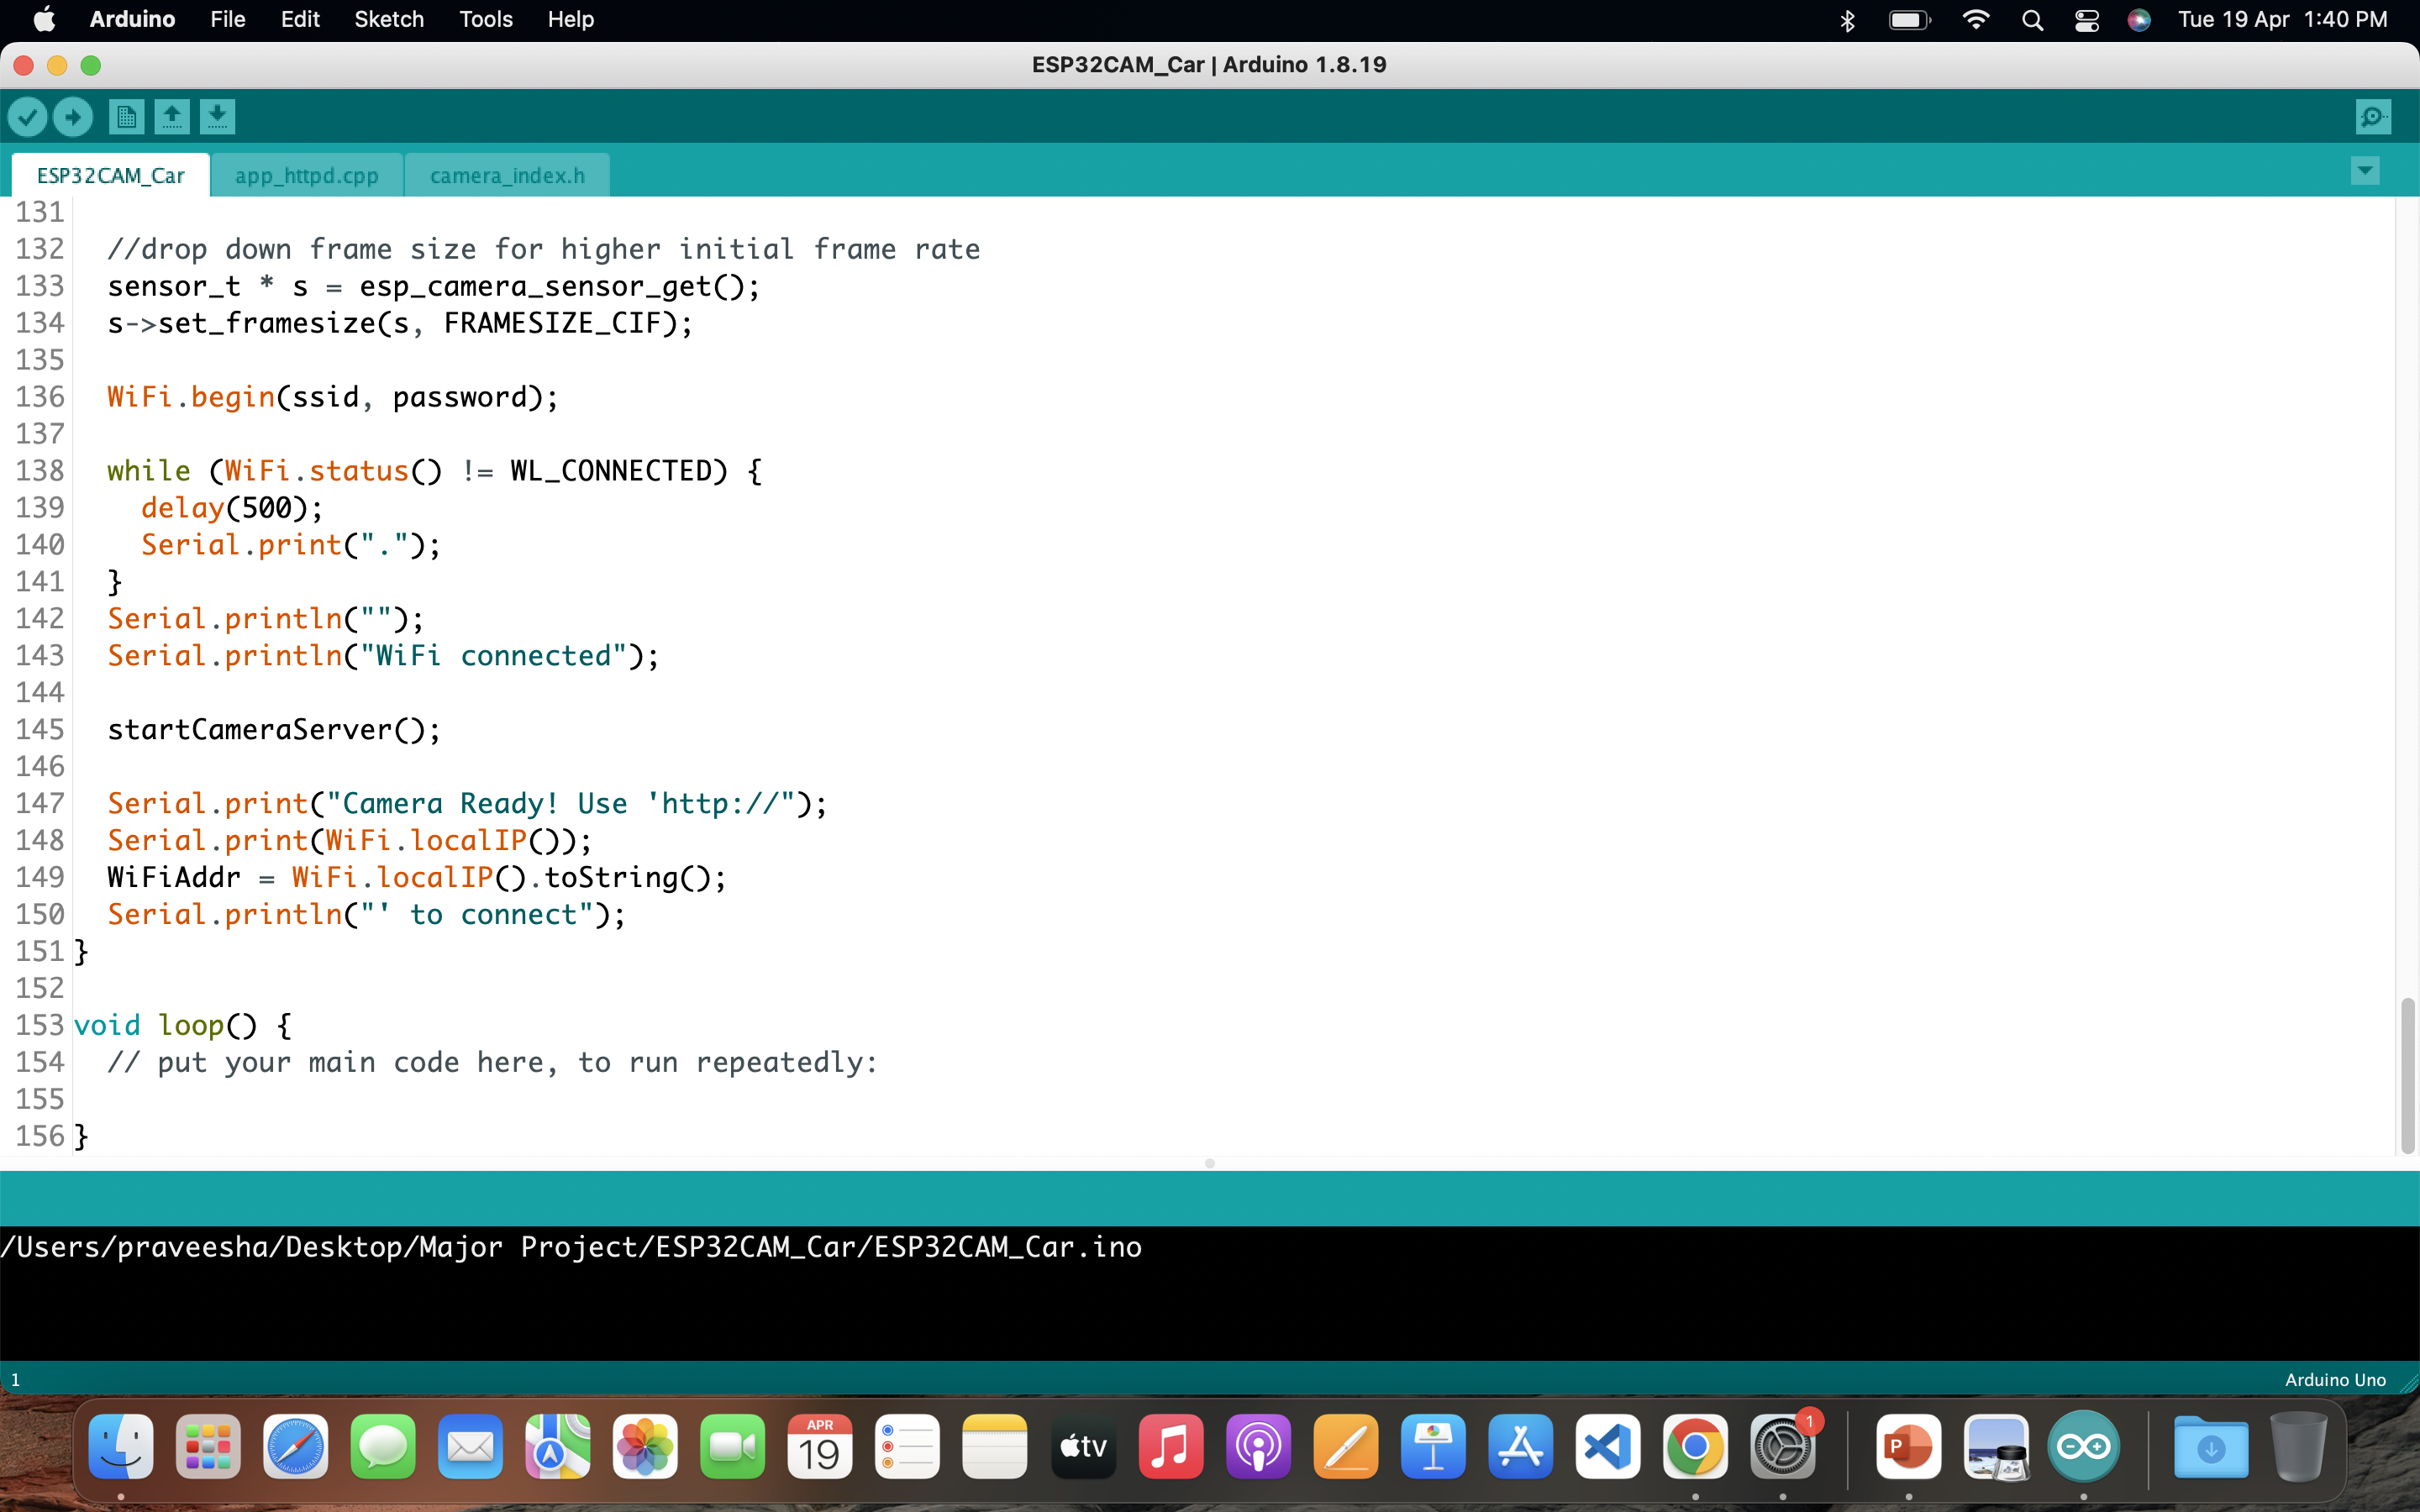 Arduino File Edit Sketch Tools Help Tue 19 Apr 1:40 PM
ESP32CAM_Car | Arduino 1.8.19
ESP32CAM_Car app_httpd.cpp camera_index.h
131
132 //drop down frame size for higher initial frame rate
133 sensor_t * s = esp_camera_sensor_get();
134 s->set_framesize(s, FRAMESIZE_CIF);
135
136 WiFi.begin(ssid, password);
137
138 while (WiFi.status() != WL_CONNECTED) {
139 delay(500);
140 Serial.print(".");
141 }
142 Serial.println("");
143 Serial.println("WiFi connected");
144
145 startCameraServer();
146
147 Serial.print("Camera Ready! Use 'http://");
148 Serial.print(WiFi.localIP());
149 WiFiAddr = WiFi.localIP().toString();
150 Serial.println("' to connect");
151 }
152
153 void loop() {
154 // put your main code here, to run repeatedly:
155
156 }
/Users/praveesha/Desktop/Major Project/ESP32CAM_Car/ESP32CAM_Car.ino
1 Arduino Uno
APR
19
tv
1
P